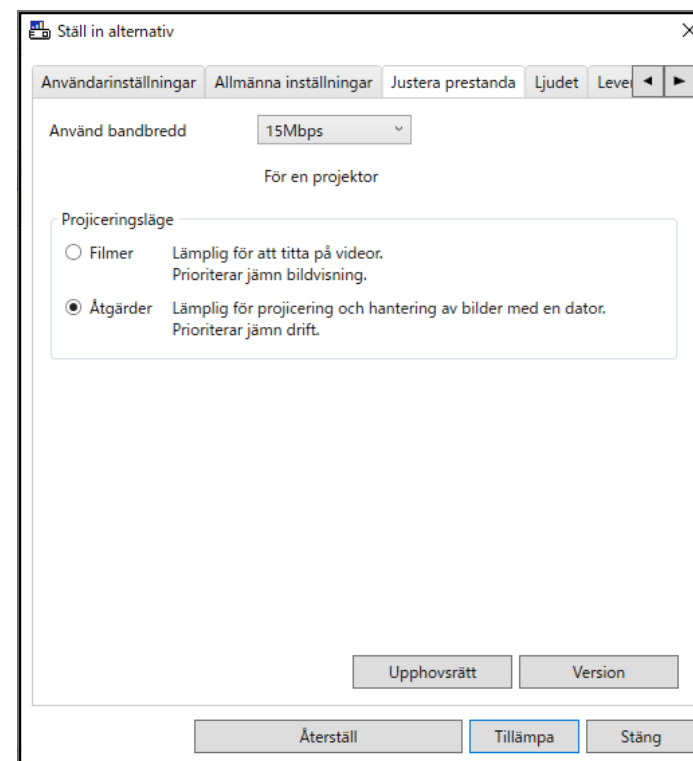 Ställ in alternativ
Användarinställningar Allmänna inställningar Justera prestanda Ljudet Level
Använd bandbredd 15Mbps
För en projektor
Projiceringsläge
Filmer Lämplig för att titta på videor.
Prioriterar jämn bildvisning.
Åtgärder Lämplig för projicering och hantering av bilder med en dator.
Prioriterar jämn drift.
Upphovsrätt Version
Återställ Tillämpa Stäng